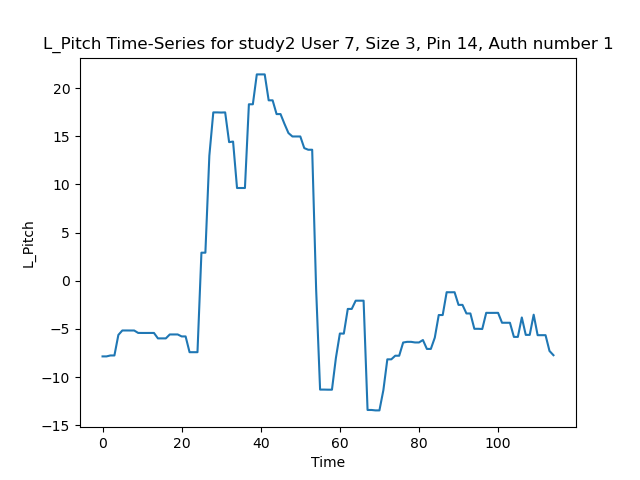 L_Pitch Time-Series for study2 User 7, Size 3, Pin 14, Auth number 1
20
15
10
5
0
−5
−10
−15
L_Pitch
0 20 40 60 80 100
Time